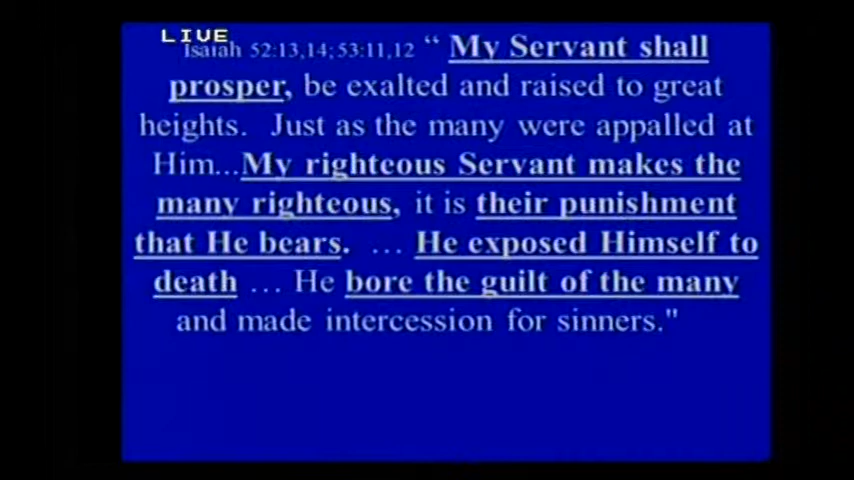 LIVE
Isaiah 52:13,14;53:11,12 “ My Servant shall
prosper, be exalted and raised to great
heights. Just as the many were appalled at
Him...My righteous Servant makes the
many righteous, it is their punishment
that He bears. … He exposed Himself to
death … He bore the guilt of the many
and made intercession for sinners."